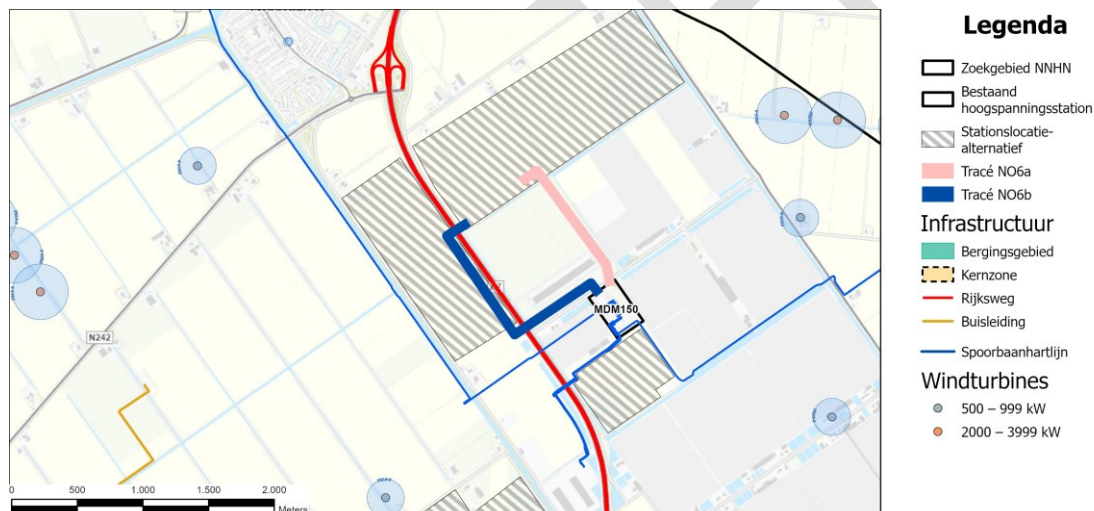 N242
MDM150
0 500 1.000 1.500 2.000
Meters
Legenda
Zoekgebied NNHN
Bestaand
hoogspanningsstation
Stationslocatie-
alternatief
Tracé NO6a
Tracé NO6b
Infrastructuur
Bergingsgebied
Kernzone
Rijksweg
Buisleiding
Spoorbaanhartlijn
Windturbines
500 – 999 kW
2000 – 3999 kW